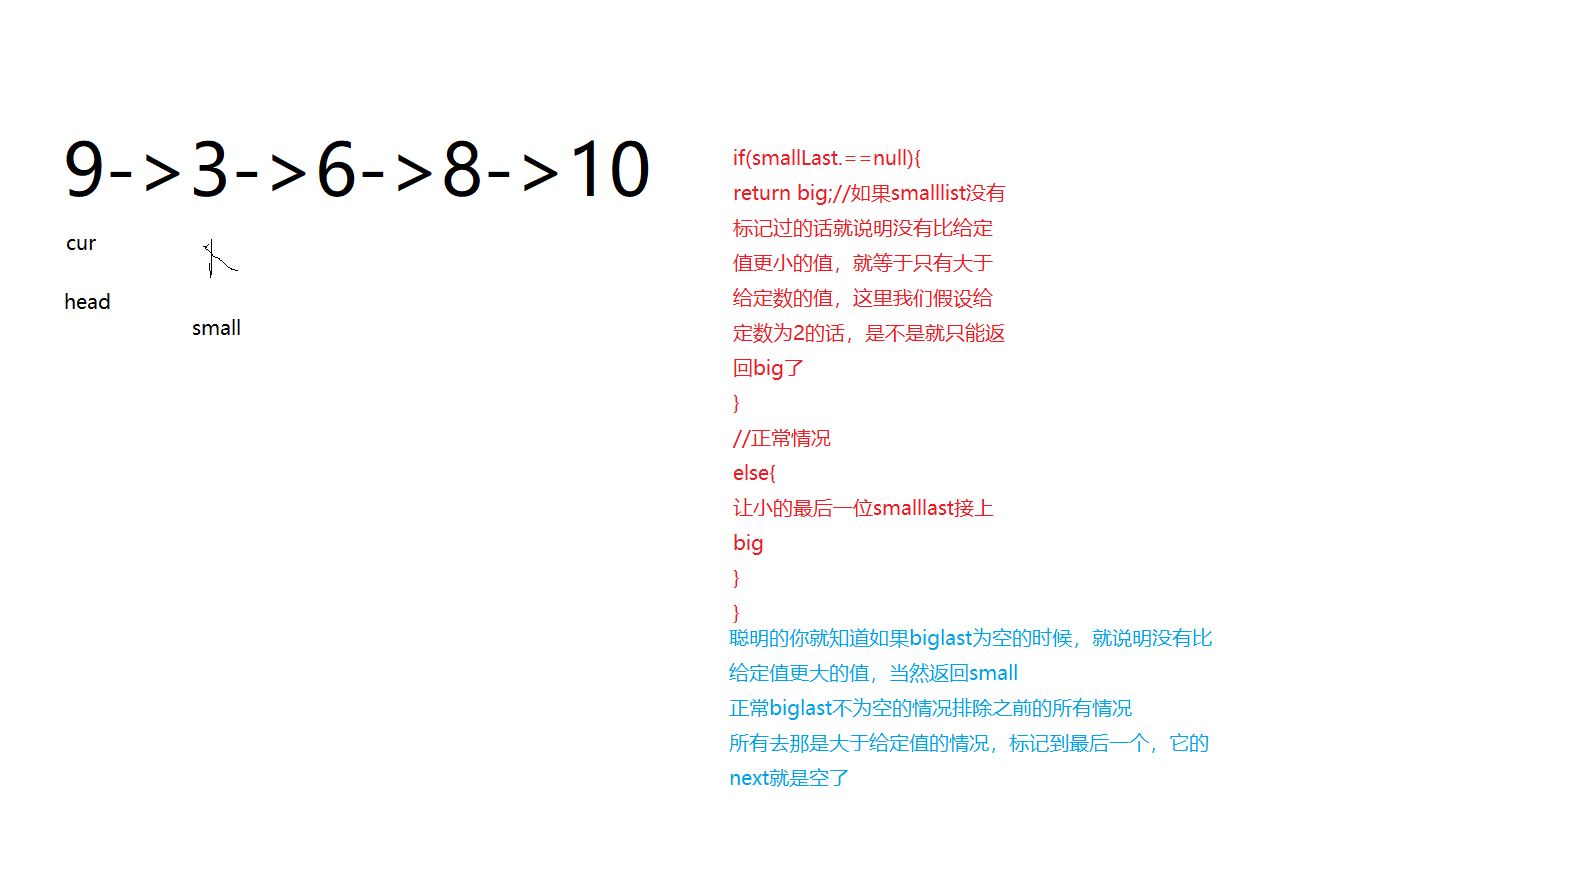 9->3->6->8->10
cur
head
small
if(smallLast.==null){
return big;//如果smalllist没有
标记过的话就说明没有比给定
值更小的值，就等于只有大于
给定数的值，这里我们假设给
定数为2的话，是不是就只能返
回big了
}
//正常情况
else{
让小的最后一位smalllast接上
big
}
}
聪明的你就知道如果biglast为空的时候，就说明没有比
给定值更大的值，当然返回small
正常biglast不为空的情况排除之前的所有情况
所有去那是大于给定值的情况，标记到最后一个，它的
next就是空了